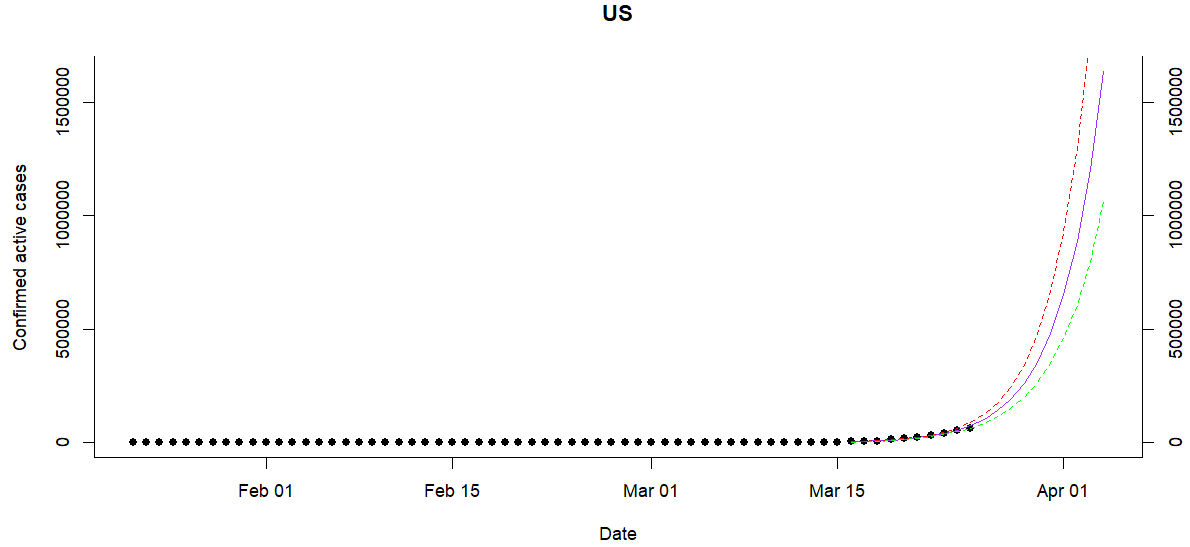 US
Confirmed active cases
1500000
1000000
500000
0
1500000
1000000
500000
0
Feb 01
Feb 15
Mar 01
Mar 15
Apr 01
Date